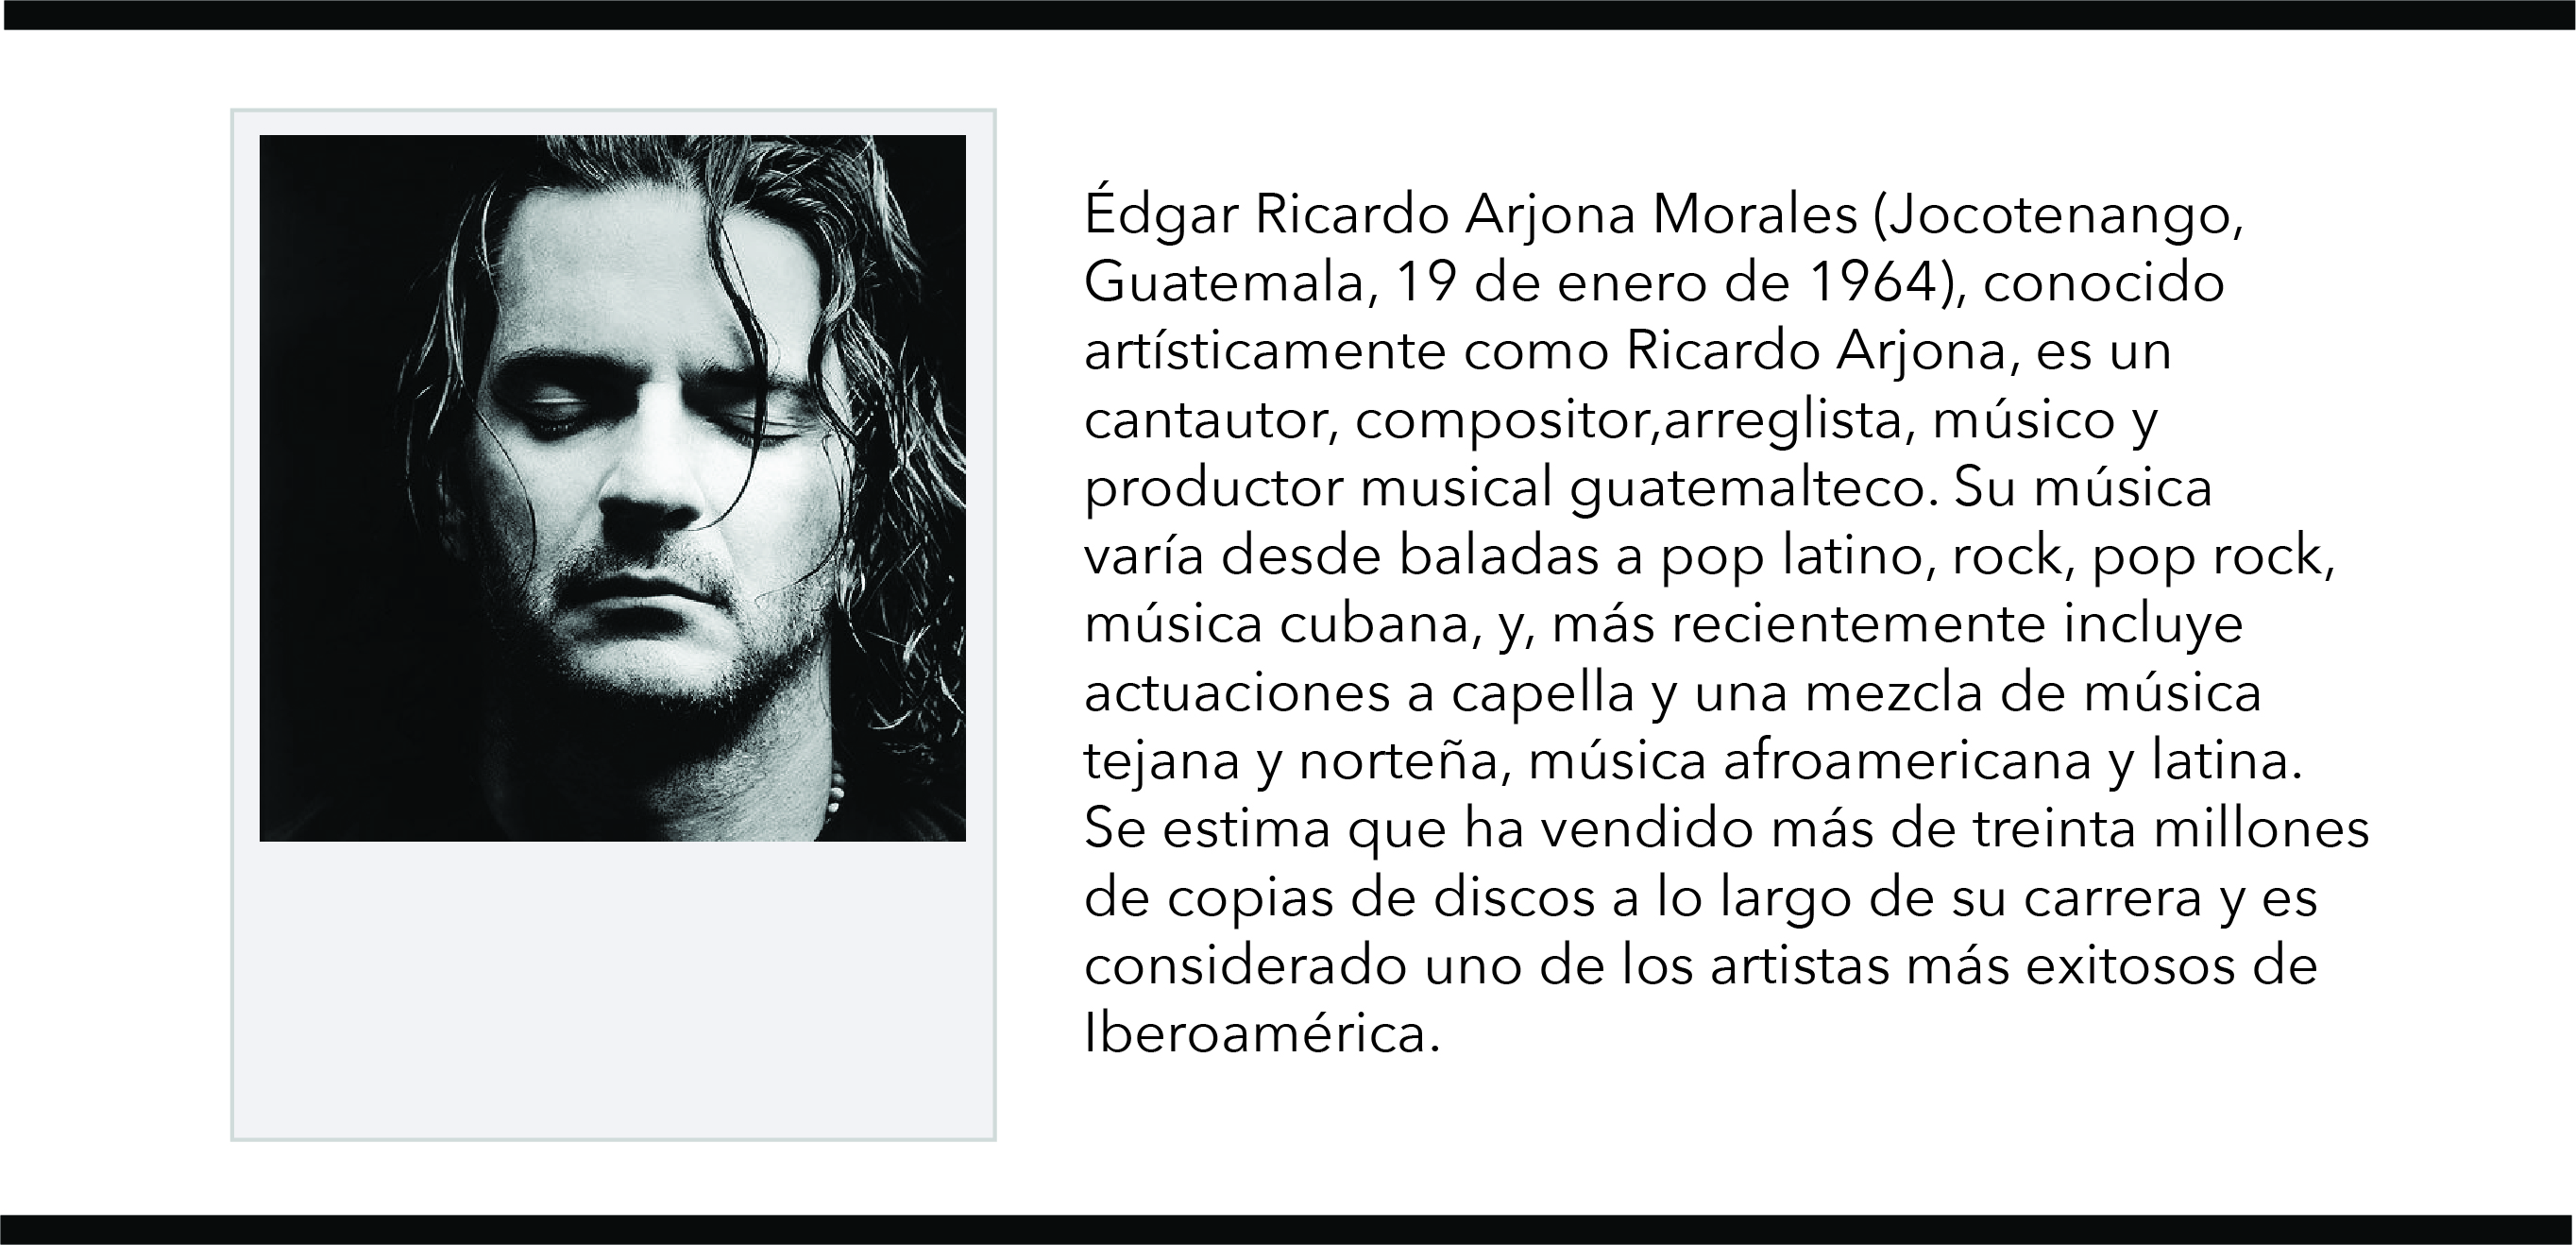 Édgar Ricardo Arjona Morales (Jocotenango,
Guatemala, 19 de enero de 1964), conocido
artísticamente como Ricardo Arjona, es un
cantautor, compositor,arreglista, músico y
productor musical guatemalteco. Su música
varía desde baladas a pop latino, rock, pop rock,
música cubana, y, más recientemente incluye
actuaciones a capella y una mezcla de música
tejana y norteña, música afroamericana y latina.
Se estima que ha vendido más de treinta millones
de copias de discos a lo largo de su carrera y es
considerado uno de los artistas más exitosos de
Iberoamérica.